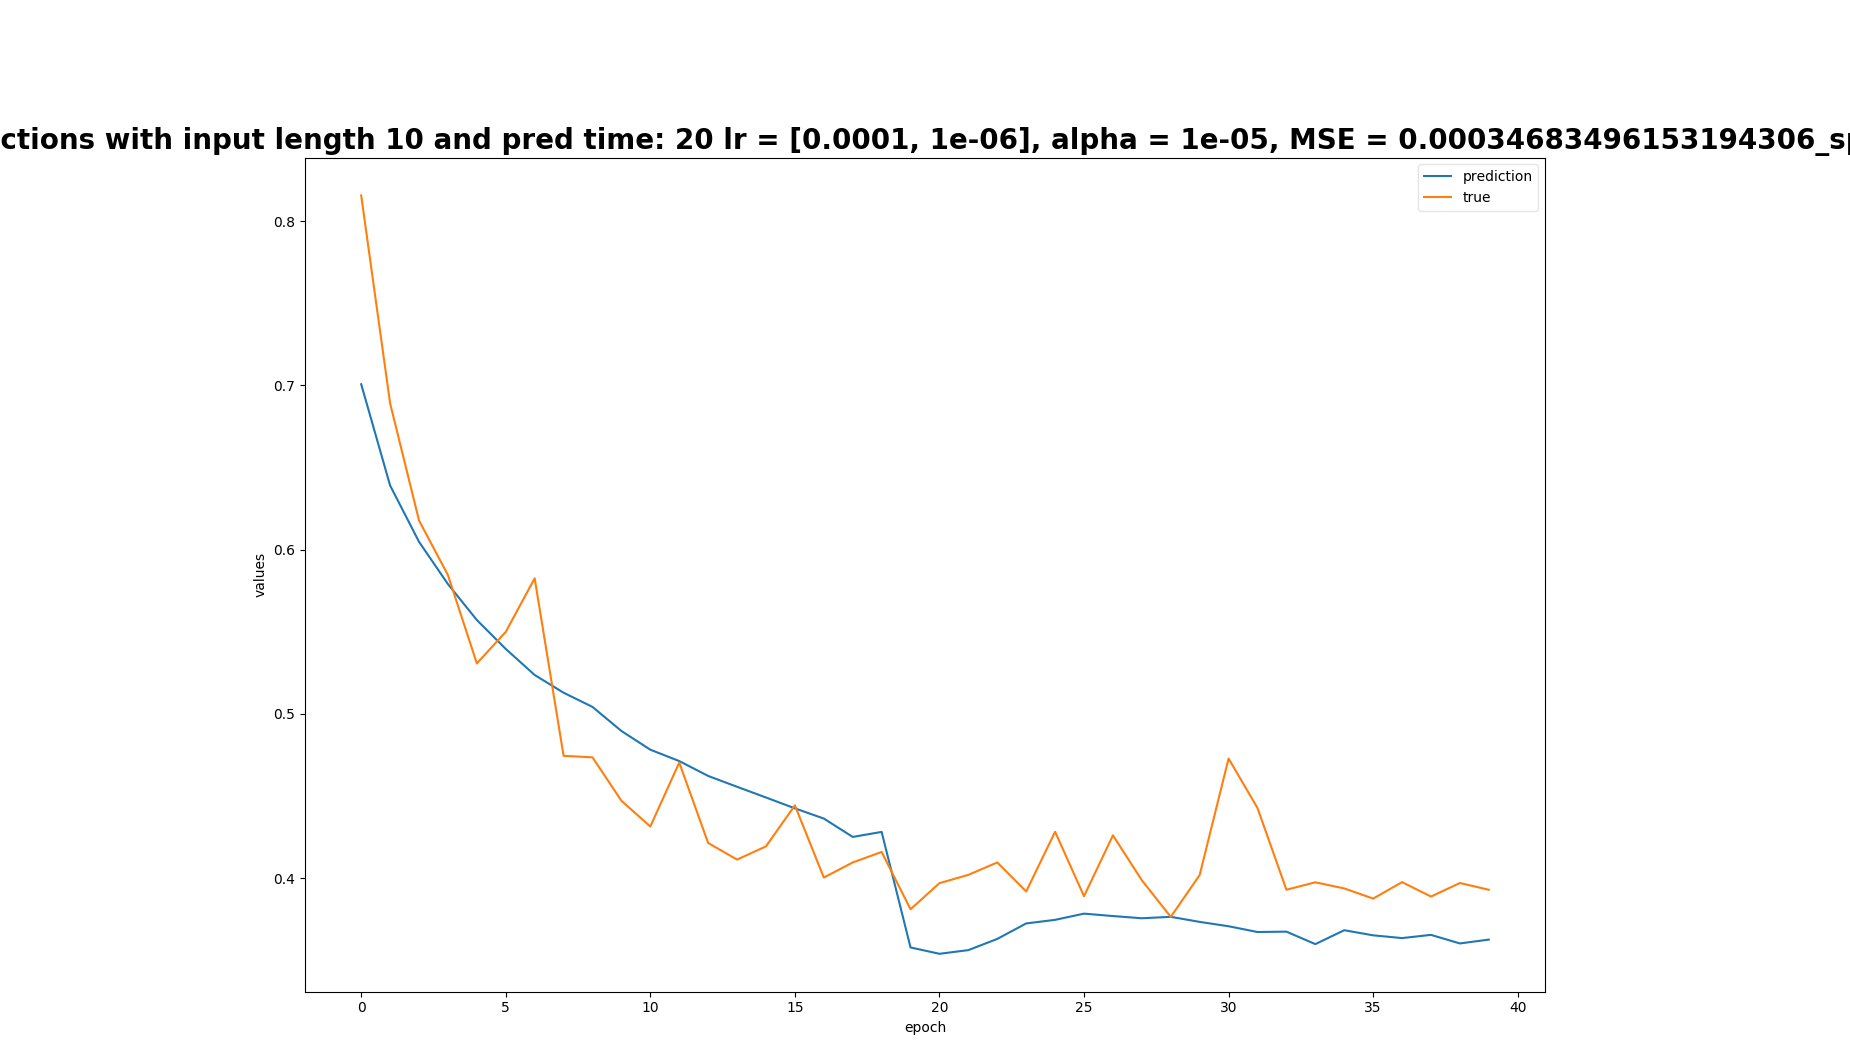 ctions with input length 10 and pred time: 20 lr = [0.0001, 1e-06], alpha = 1e-05, MSE = 0.00034683496153194306_sp
prediction
true
0.8
0.7
0.6
0.5
0.4
values
0 5 10 15 20 25 30 35 40
epoch